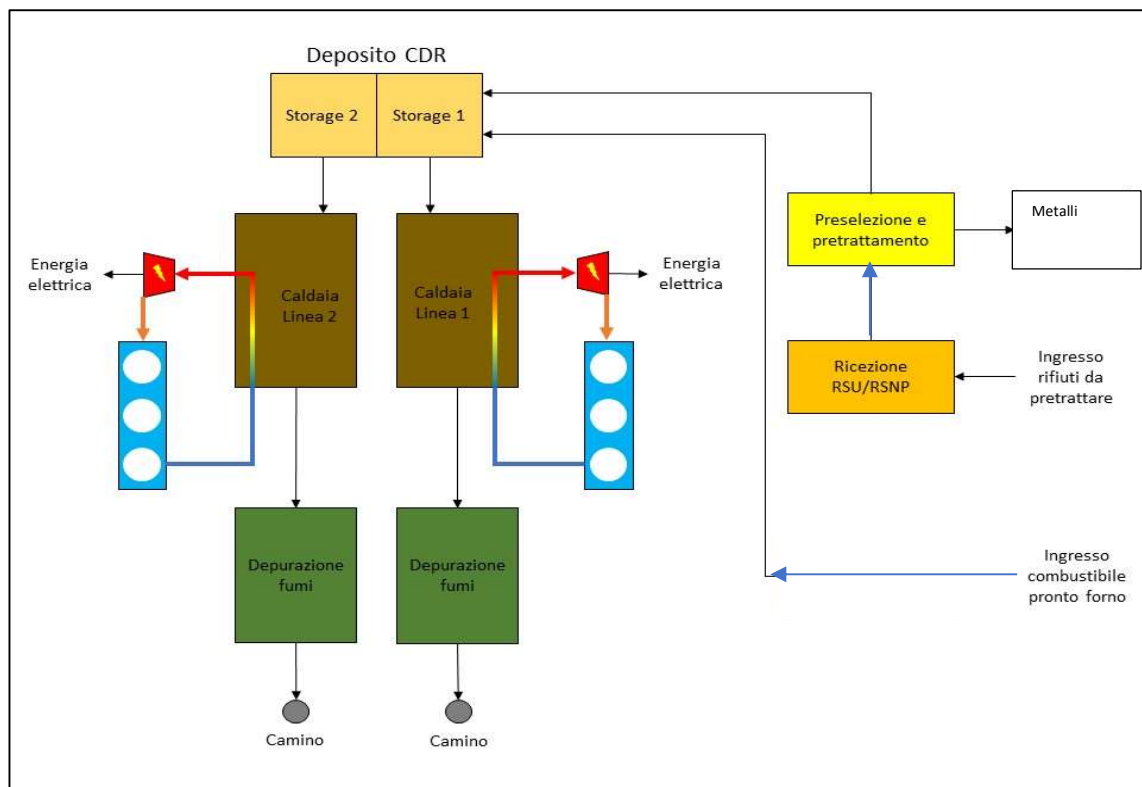 Deposito CDR
Storage 2
Storage 1
Preselezione e
pretrattamento
Metalli
Energia
elettrica
Caldaia
Linea 2
Caldaia
Linea 1
Energia
elettrica
Ricezione
RSU/RSNP
Ingresso
rifiuti da
pretrattare
Depurazione
fumi
Depurazione
fumi
Ingresso
combustibile
pronto forno
Camino
Camino